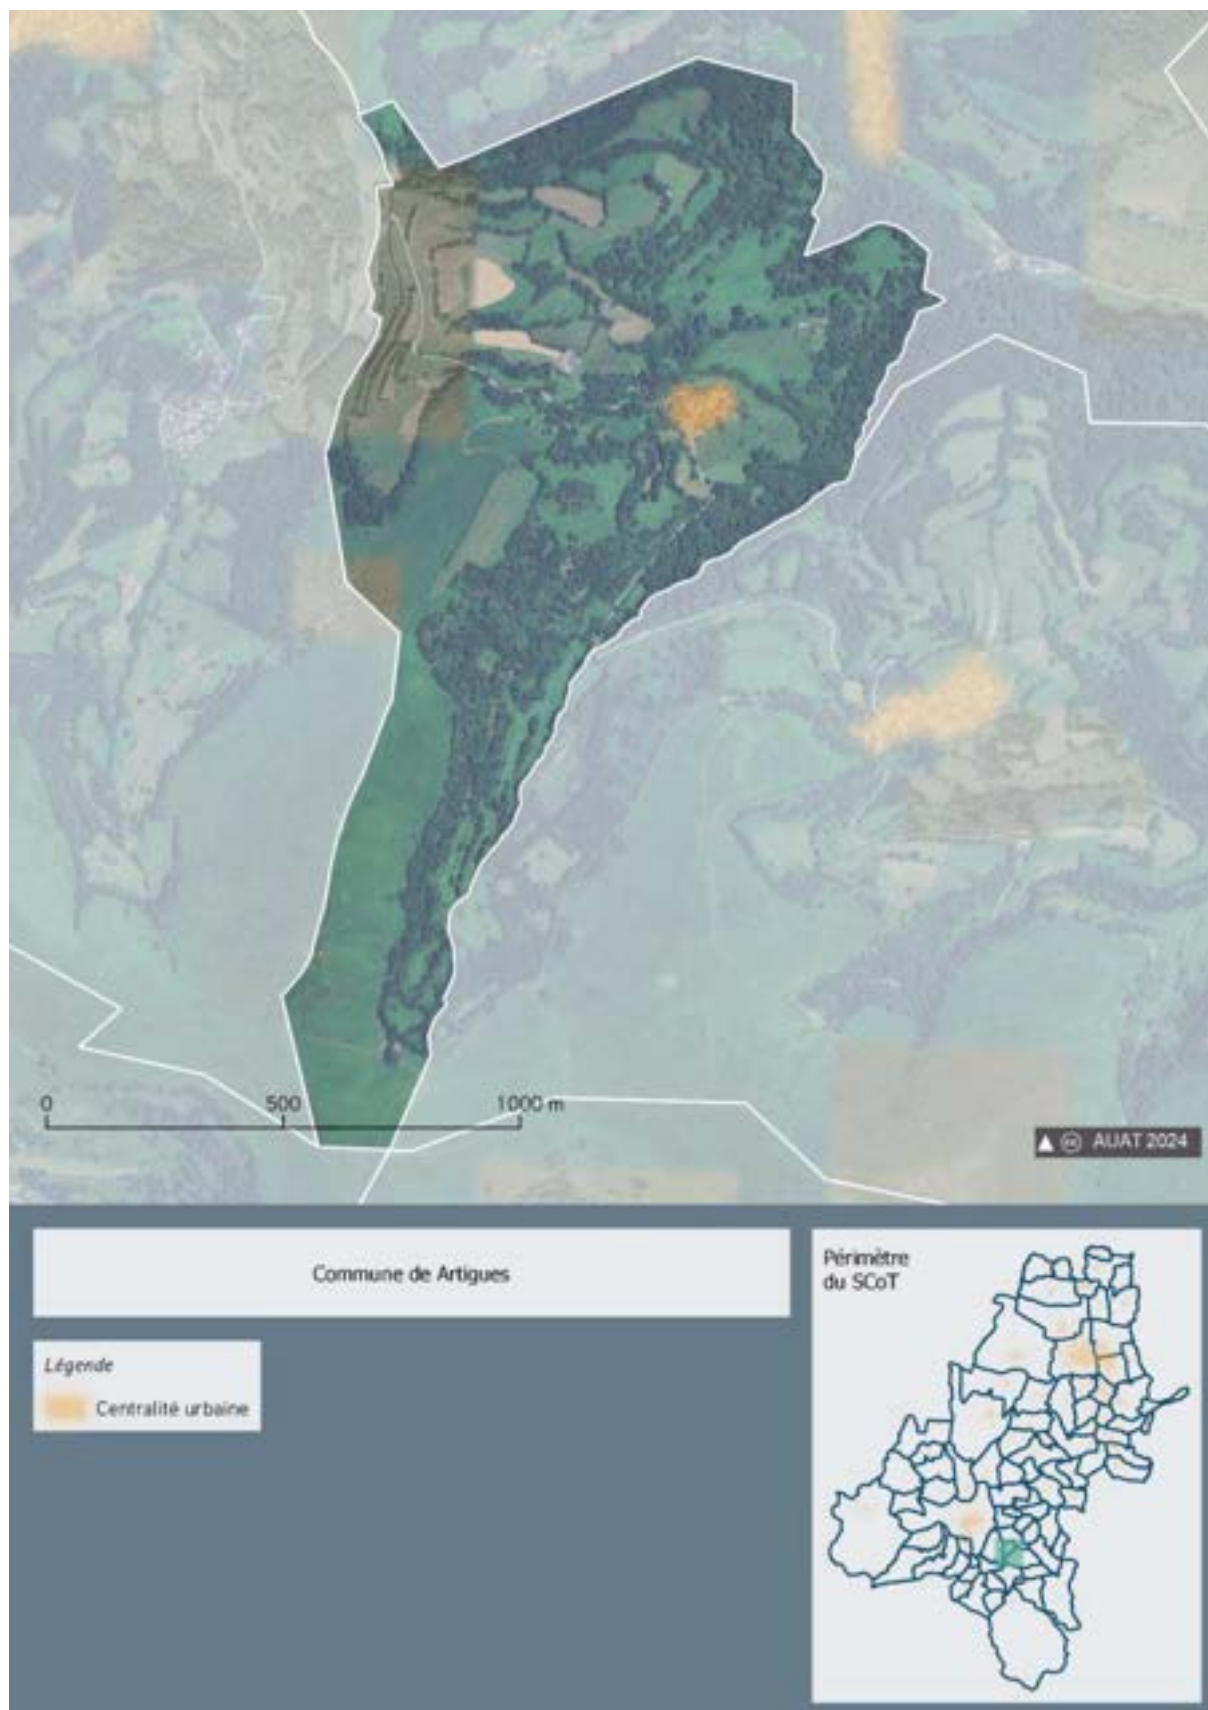 0 500 1000 m
AUAT 2024
Commune de Artigues
Légende
Centralité urbaine
Périmètre
du SCoT